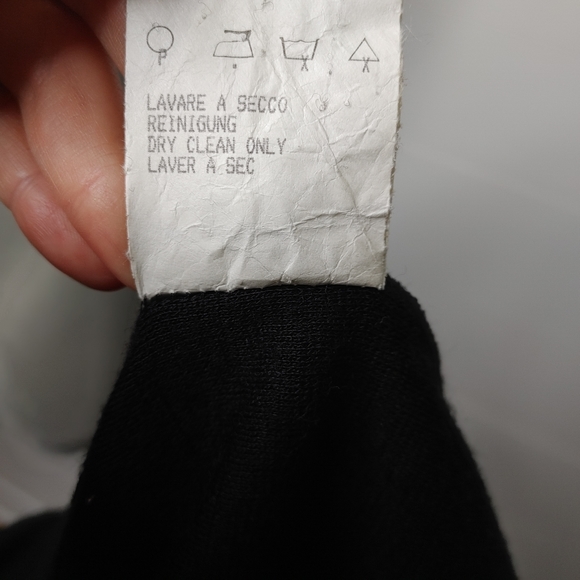 P
X X
LAVARE A SECCO
REINIGUNG
DRY CLEAN ONLY
LAVER A SEC